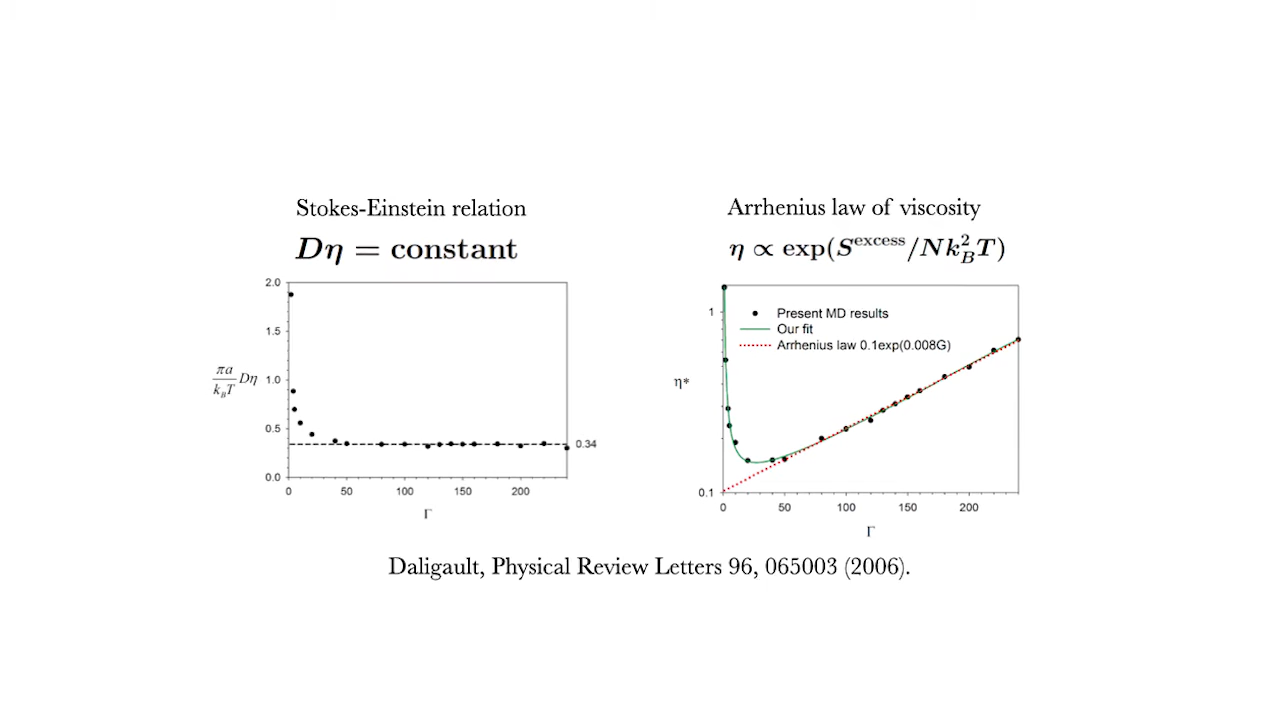 Stokes-Einstein relation
Dη = constant
2.0
1.5
1.0
0.5
0.0
πa/k_BT Dη
0.34
0 50 100 150 200
Γ
Arrhenius law of viscosity
η ∝ exp(S^excess/Nk_B^2T)
1
0.1
η*
Present MD results
Our fit
Arrhenius law 0.1exp(0.008G)
0 50 100 150 200
Γ
Daligault, Physical Review Letters 96, 065003 (2006).